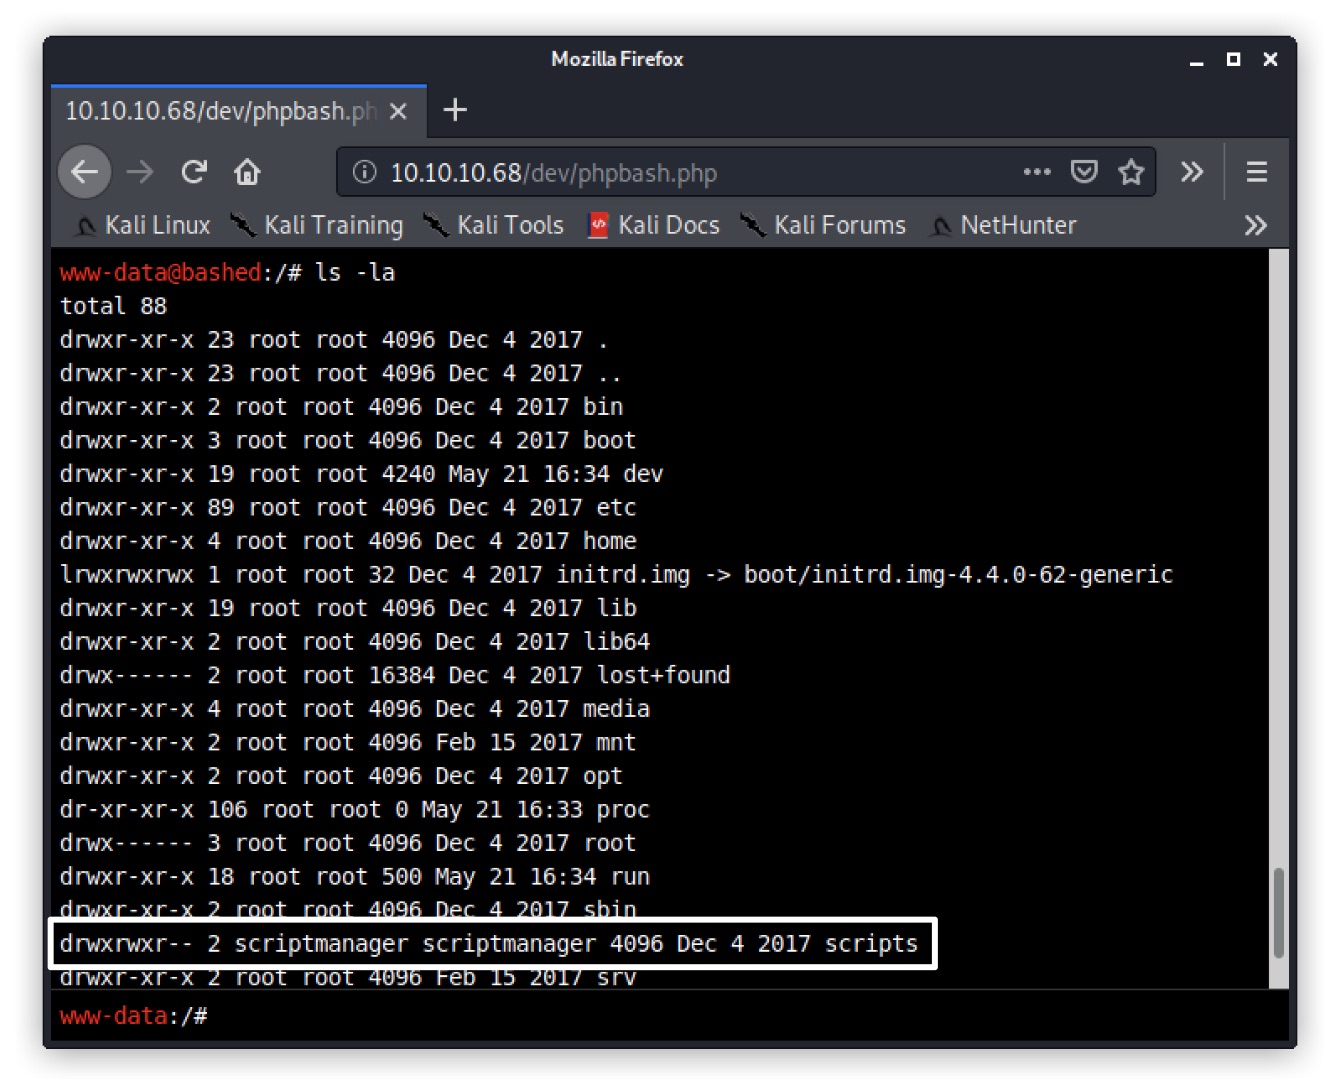 Mozilla Firefox
10.10.10.68/dev/phpbash.ph
10.10.10.68/dev/phpbash.php
Kali Linux Kali Training Kali Tools Kali Docs Kali Forums NetHunter
www-data@bashed:/# ls -la
total 88
drwxr-xr-x 23 root root 4096 Dec 4 2017 .
drwxr-xr-x 23 root root 4096 Dec 4 2017 ..
drwxr-xr-x 2 root root 4096 Dec 4 2017 bin
drwxr-xr-x 3 root root 4096 Dec 4 2017 boot
drwxr-xr-x 19 root root 4240 May 21 16:34 dev
drwxr-xr-x 89 root root 4096 Dec 4 2017 etc
drwxr-xr-x 4 root root 4096 Dec 4 2017 home
lrwxrwxrwx 1 root root 32 Dec 4 2017 initrd.img -> boot/initrd.img-4.4.0-62-generic
drwxr-xr-x 19 root root 4096 Dec 4 2017 lib
drwxr-xr-x 2 root root 4096 Dec 4 2017 lib64
drwx------ 2 root root 16384 Dec 4 2017 lost+found
drwxr-xr-x 4 root root 4096 Dec 4 2017 media
drwxr-xr-x 2 root root 4096 Feb 15 2017 mnt
drwxr-xr-x 2 root root 4096 Dec 4 2017 opt
dr-xr-xr-x 106 root root 0 May 21 16:33 proc
drwx------ 3 root root 4096 Dec 4 2017 root
drwxr-xr-x 18 root root 500 May 21 16:34 run
drwxr-xr-x 2 root root 4096 Dec 4 2017 sbin
drwxrwxr-- 2 scriptmanager scriptmanager 4096 Dec 4 2017 scripts
drwxr-xr-x 2 root root 4096 Feb 15 2017 srv
www-data:/#